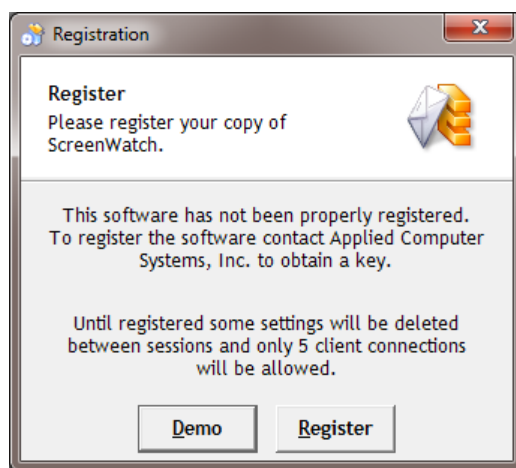 Registration
Register
Please register your copy of
ScreenWatch.
This software has not been properly registered.
To register the software contact Applied Computer
Systems, Inc. to obtain a key.
Until registered some settings will be deleted
between sessions and only 5 client connections
will be allowed.
Demo
Register